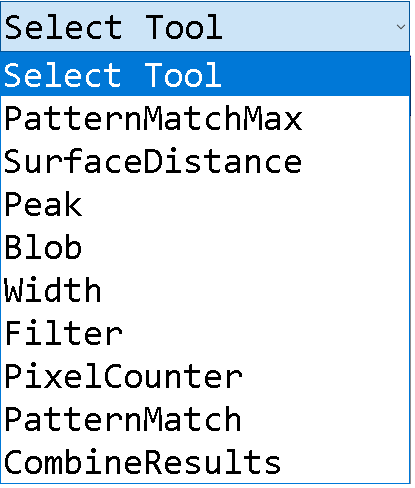 Select Tool
Select Tool
PatternMatchMax
SurfaceDistance
Peak
Blob
Width
Filter
PixelCounter
PatternMatch
CombineResults